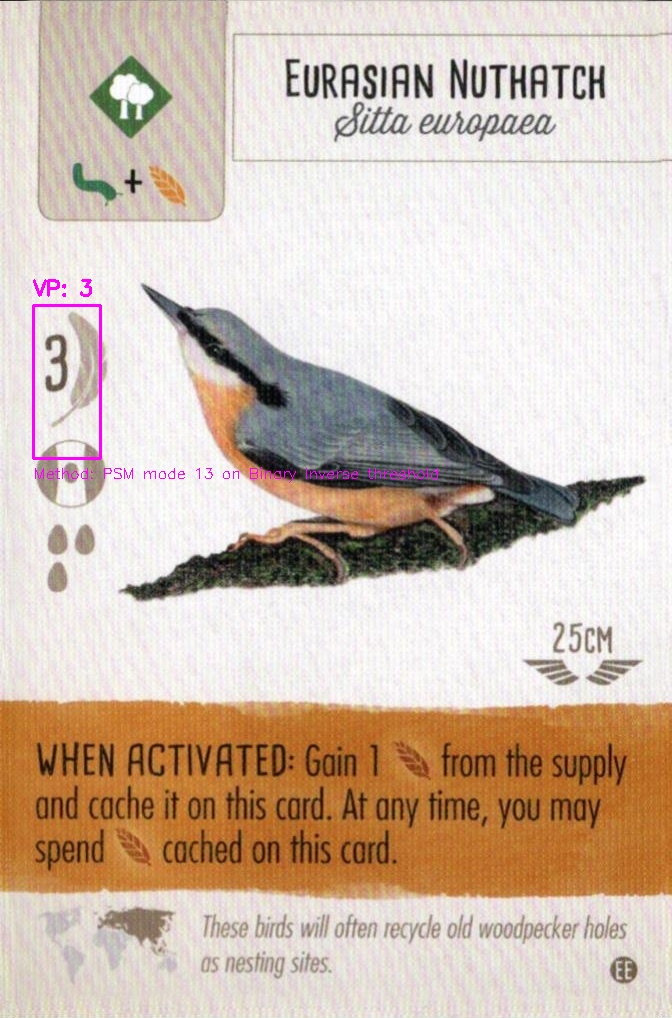 EURASIAN NUTHATCH
Sitta europaea
+
VP: 3
3
Method: PSM mode 13 on Binary inverse threshold
25CM
WHEN ACTIVATED: Gain 1 from the supply
and cache it on this card. At any time, you may
spend cached on this card.
These birds will often recycle old woodpecker holes
as nesting sites.
EE